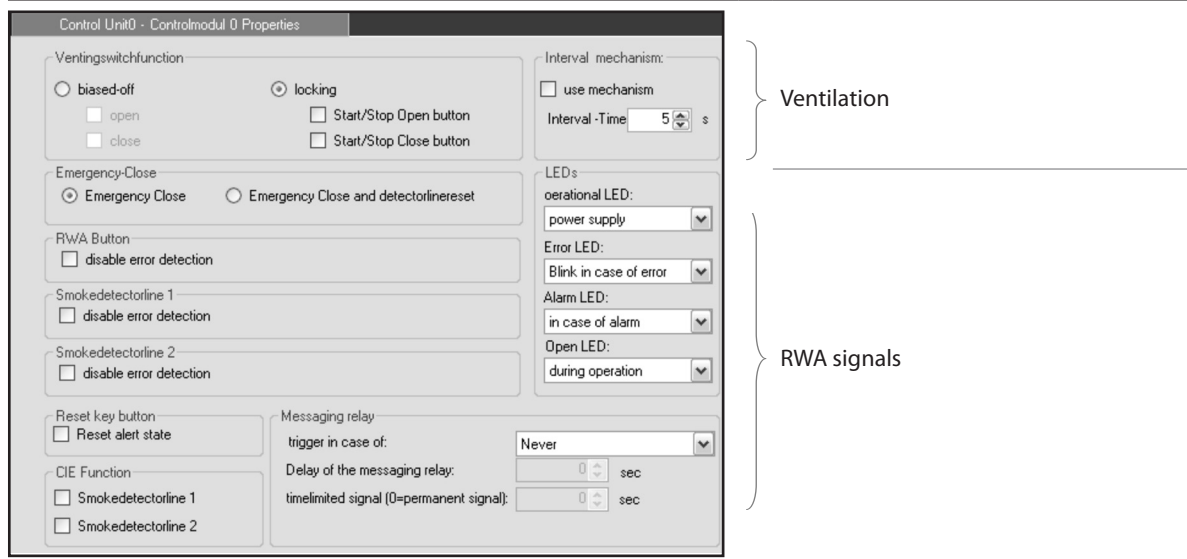 Control Unit0 - Controlmodul 0 Properties
Ventingswitchfunction
biased-off
open
close
locking
Start/Stop Open button
Start/Stop Close button
Interval mechanism:
use mechanism
Interval -Time 5 s
Ventilation
Emergency-Close
Emergency Close
Emergency Close and detectorlinereset
RWA Button
disable error detection
Smokedetectorline 1
disable error detection
Smokedetectorline 2
disable error detection
LEDs
oerational LED:
power supply
Error LED:
Blink in case of error
Alarm LED:
in case of alarm
Open LED:
during operation
RWA signals
Reset key button
Reset alert state
CIE Function
Smokedetectorline 1
Smokedetectorline 2
Messaging relay
trigger in case of: Never
Delay of the messaging relay: 0 sec
timelimited signal (0=permanent signal): 0 sec